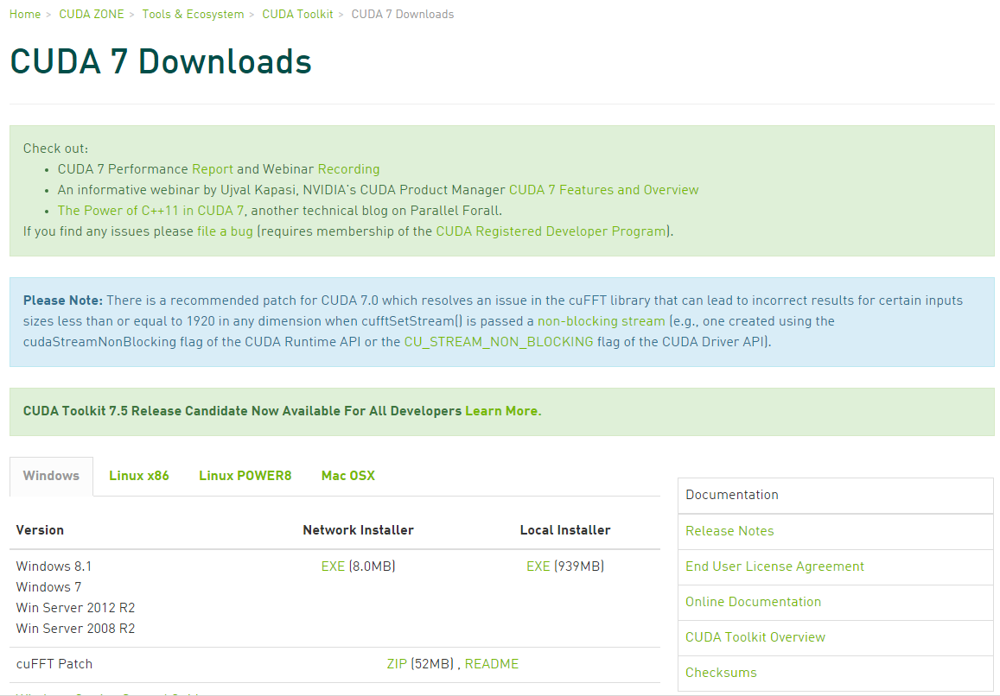 Home > CUDA ZONE > Tools & Ecosystem > CUDA Toolkit > CUDA 7 Downloads
CUDA 7 Downloads
Check out:
• CUDA 7 Performance Report and Webinar Recording
• An informative webinar by Ujval Kapasi, NVIDIA's CUDA Product Manager CUDA 7 Features and Overview
• The Power of C++11 in CUDA 7, another technical blog on Parallel Forall.
If you find any issues please file a bug (requires membership of the CUDA Registered Developer Program).
Please Note: There is a recommended patch for CUDA 7.0 which resolves an issue in the cuFFT library that can lead to incorrect results for certain inputs
sizes less than or equal to 1920 in any dimension when cufftSetStream() is passed a non-blocking stream (e.g., one created using the
cudaStreamNonBlocking flag of the CUDA Runtime API or the CU_STREAM_NON_BLOCKING flag of the CUDA Driver API).
CUDA Toolkit 7.5 Release Candidate Now Available For All Developers Learn More.
Windows Linux x86 Linux POWER8 Mac OSX
Version Network Installer Local Installer
Windows 8.1 EXE (8.0MB) EXE (939MB)
Windows 7
Win Server 2012 R2
Win Server 2008 R2
cuFFT Patch ZIP (52MB) , README
Documentation
Release Notes
End User License Agreement
Online Documentation
CUDA Toolkit Overview
Checksums